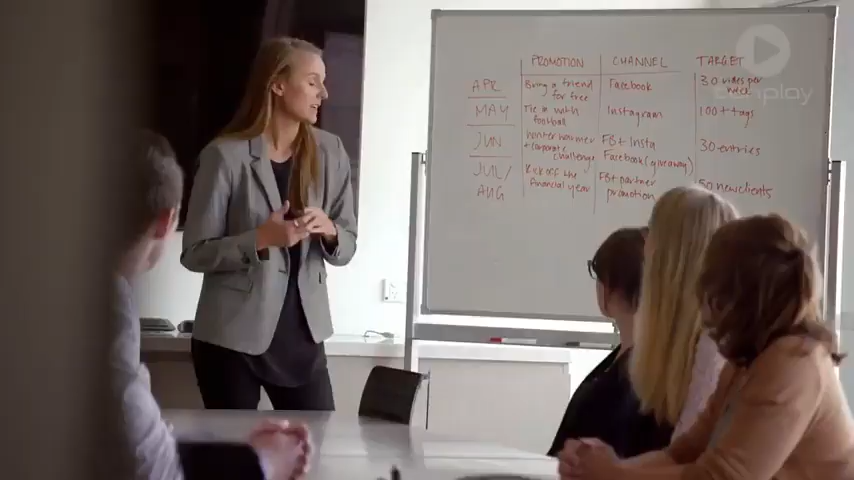 PROMOTION CHANNEL TARGET
APR Bring a friend for free Facebook 30 per week
MAY Tie in with football Instagram 100+ tags
JUN Winter warmer + corporate challenge FB + Insta Facebook (giveaway) 30 entries
JUL/AUG Kick off the financial year FB + partner promotion 50 new clients
play